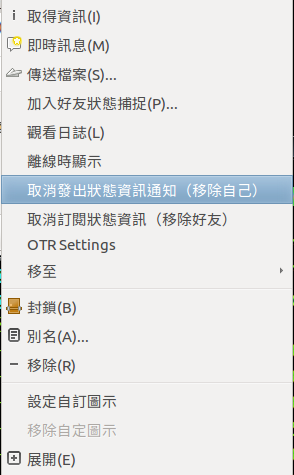 取得資訊(I)
即時訊息(M)
傳送檔案(S)...
加入好友狀態捕捉(P)...
觀看日誌(L)
離線時顯示
取消發出狀態資訊通知（移除自己）
取消訂閱狀態資訊（移除好友）
OTR Settings
移至
封鎖(B)
別名(A)...
移除(R)
設定自訂圖示
移除自定圖示
展開(E)